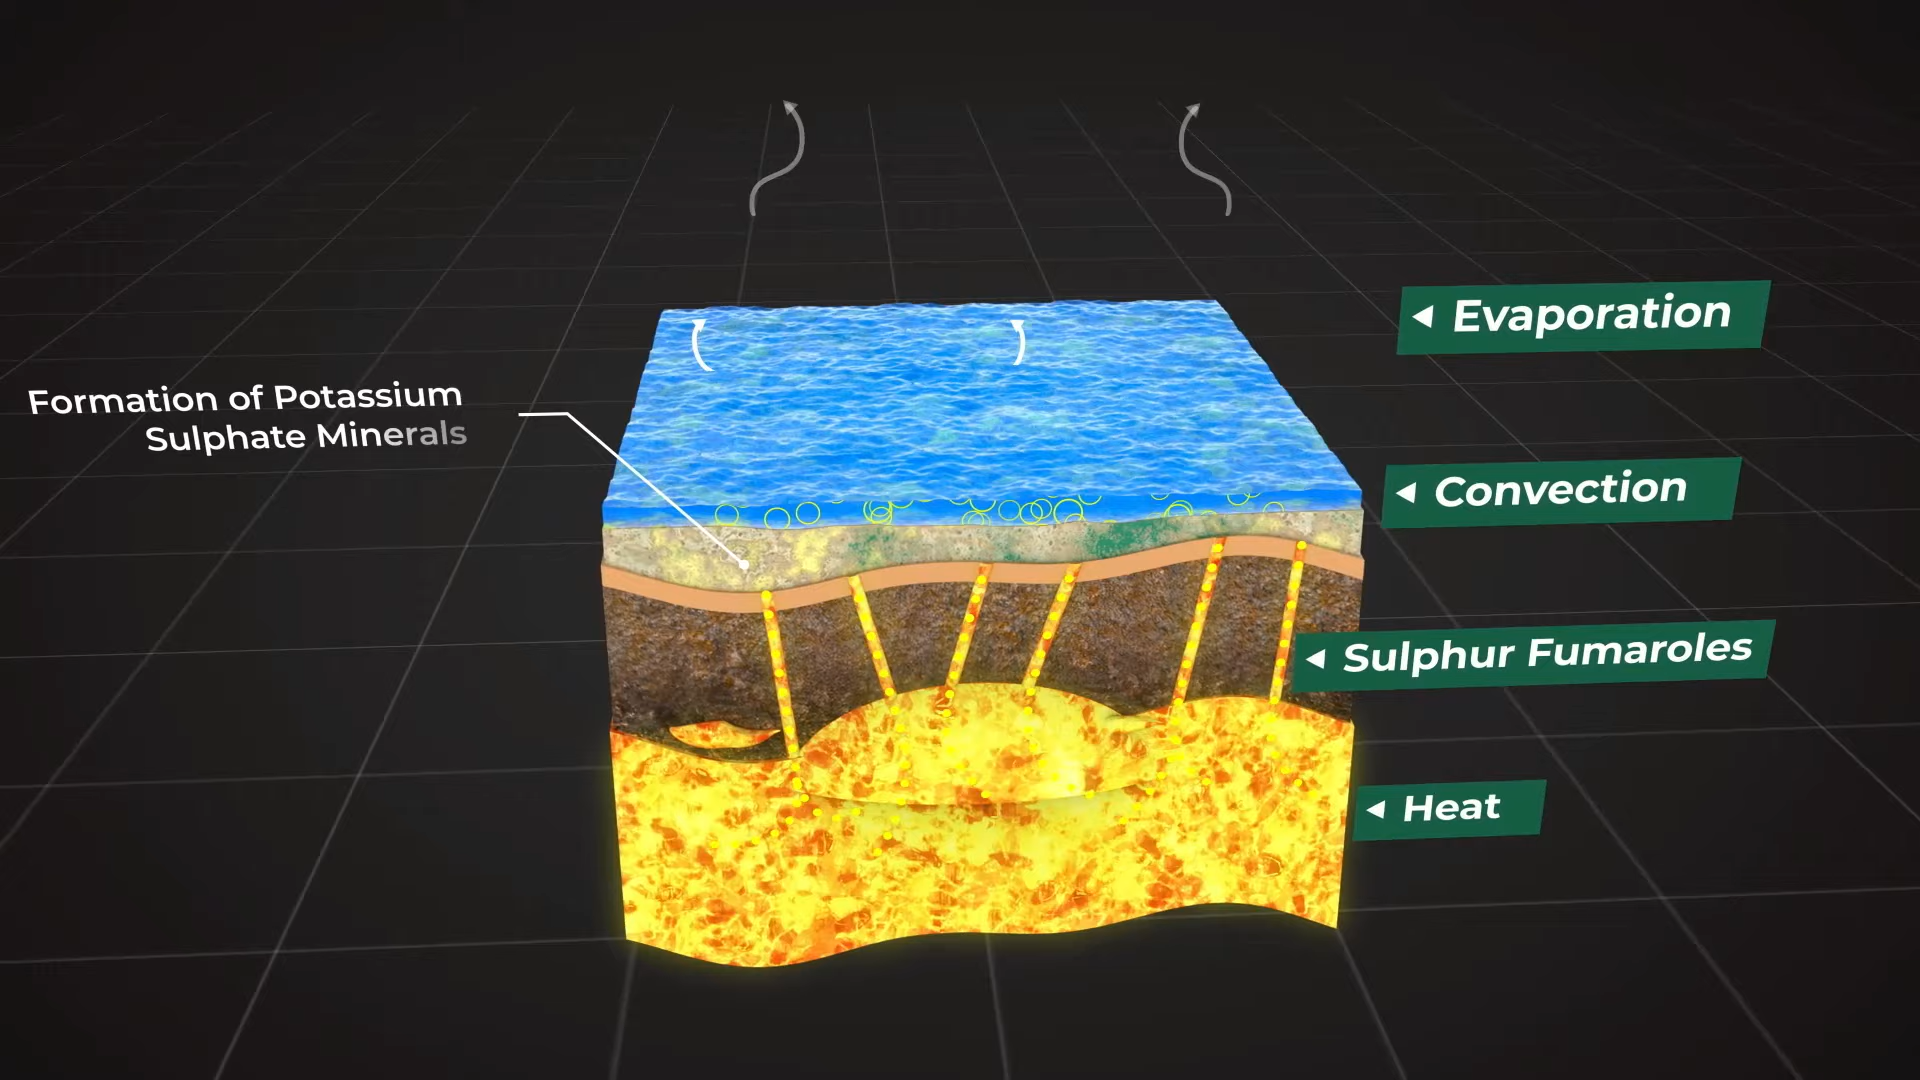 Evaporation
Formation of Potassium
Sulphate Minerals
Convection
Sulphur Fumaroles
Heat